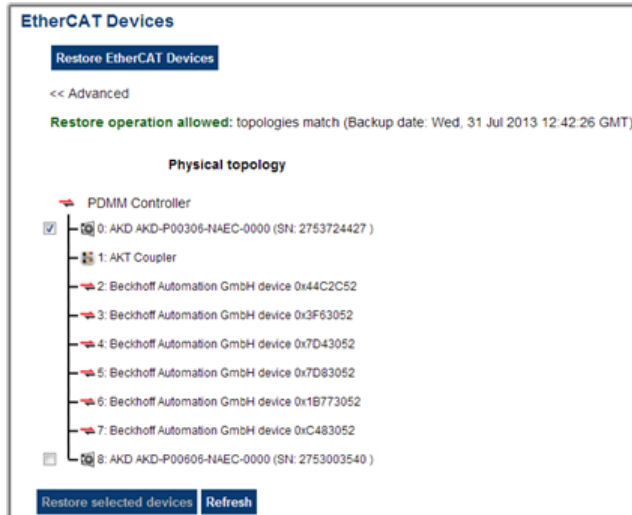 EtherCAT Devices
Restore EtherCAT Devices
<< Advanced
Restore operation allowed: topologies match (Backup date: Wed, 31 Jul 2013 12:42:26 GMT)
Physical topology
PDMM Controller
0: AKD AKD-P00306-NAEC-0000 (SN: 2753724427 )
1: AKT Coupler
2: Beckhoff Automation GmbH device 0x44C2C52
3: Beckhoff Automation GmbH device 0x3F63052
4: Beckhoff Automation GmbH device 0x7D43052
5: Beckhoff Automation GmbH device 0x7D83052
6: Beckhoff Automation GmbH device 0x1B773052
7: Beckhoff Automation GmbH device 0xC483052
8: AKD AKD-P00606-NAEC-0000 (SN: 2753003540 )
Restore selected devices Refresh